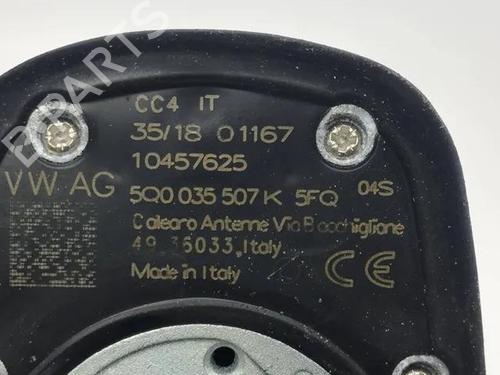 B-PARTS
CC4 IT
35/18 01167
10457625
VW AG 5Q0 035 507 K 5FQ 04S
Calearo Antenne Via Bacchiglione
49, 36033, Italy
Made in Italy CE